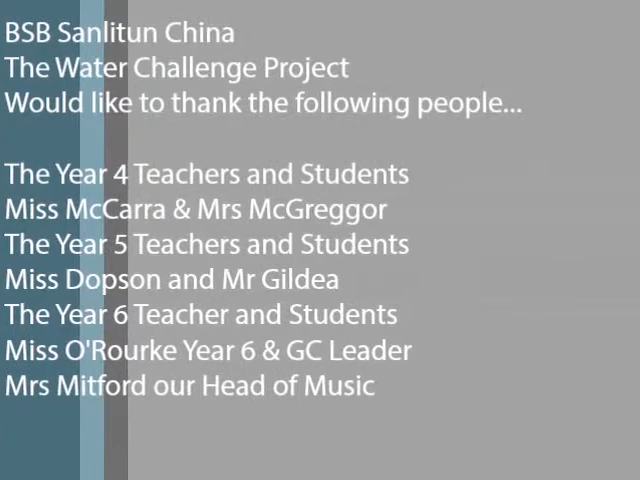 BSB Sanlitun China
The Water Challenge Project
Would like to thank the following people...
The Year 4 Teachers and Students
Miss McCarra & Mrs McGreggor
The Year 5 Teachers and Students
Miss Dopson and Mr Gildea
The Year 6 Teacher and Students
Miss O'Rourke Year 6 & GC Leader
Mrs Mitford our Head of Music